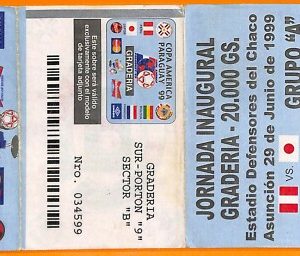 Este sobre será válido
exclusivamente con el modelo
de tarjeta adjunto
COPA AMERICA
PARAGUAY 99
GRADERIA
MasterCard
GRADERIA
SUR-PORTON "9"
SECTOR "B"
Nro. 034599
JORNADA INAUGURAL
GRADERIA - 20.000 GS.
Estadio Defensores del Chaco
Asunción 29 de Junio de 1999
GRUPO "A"
VS.